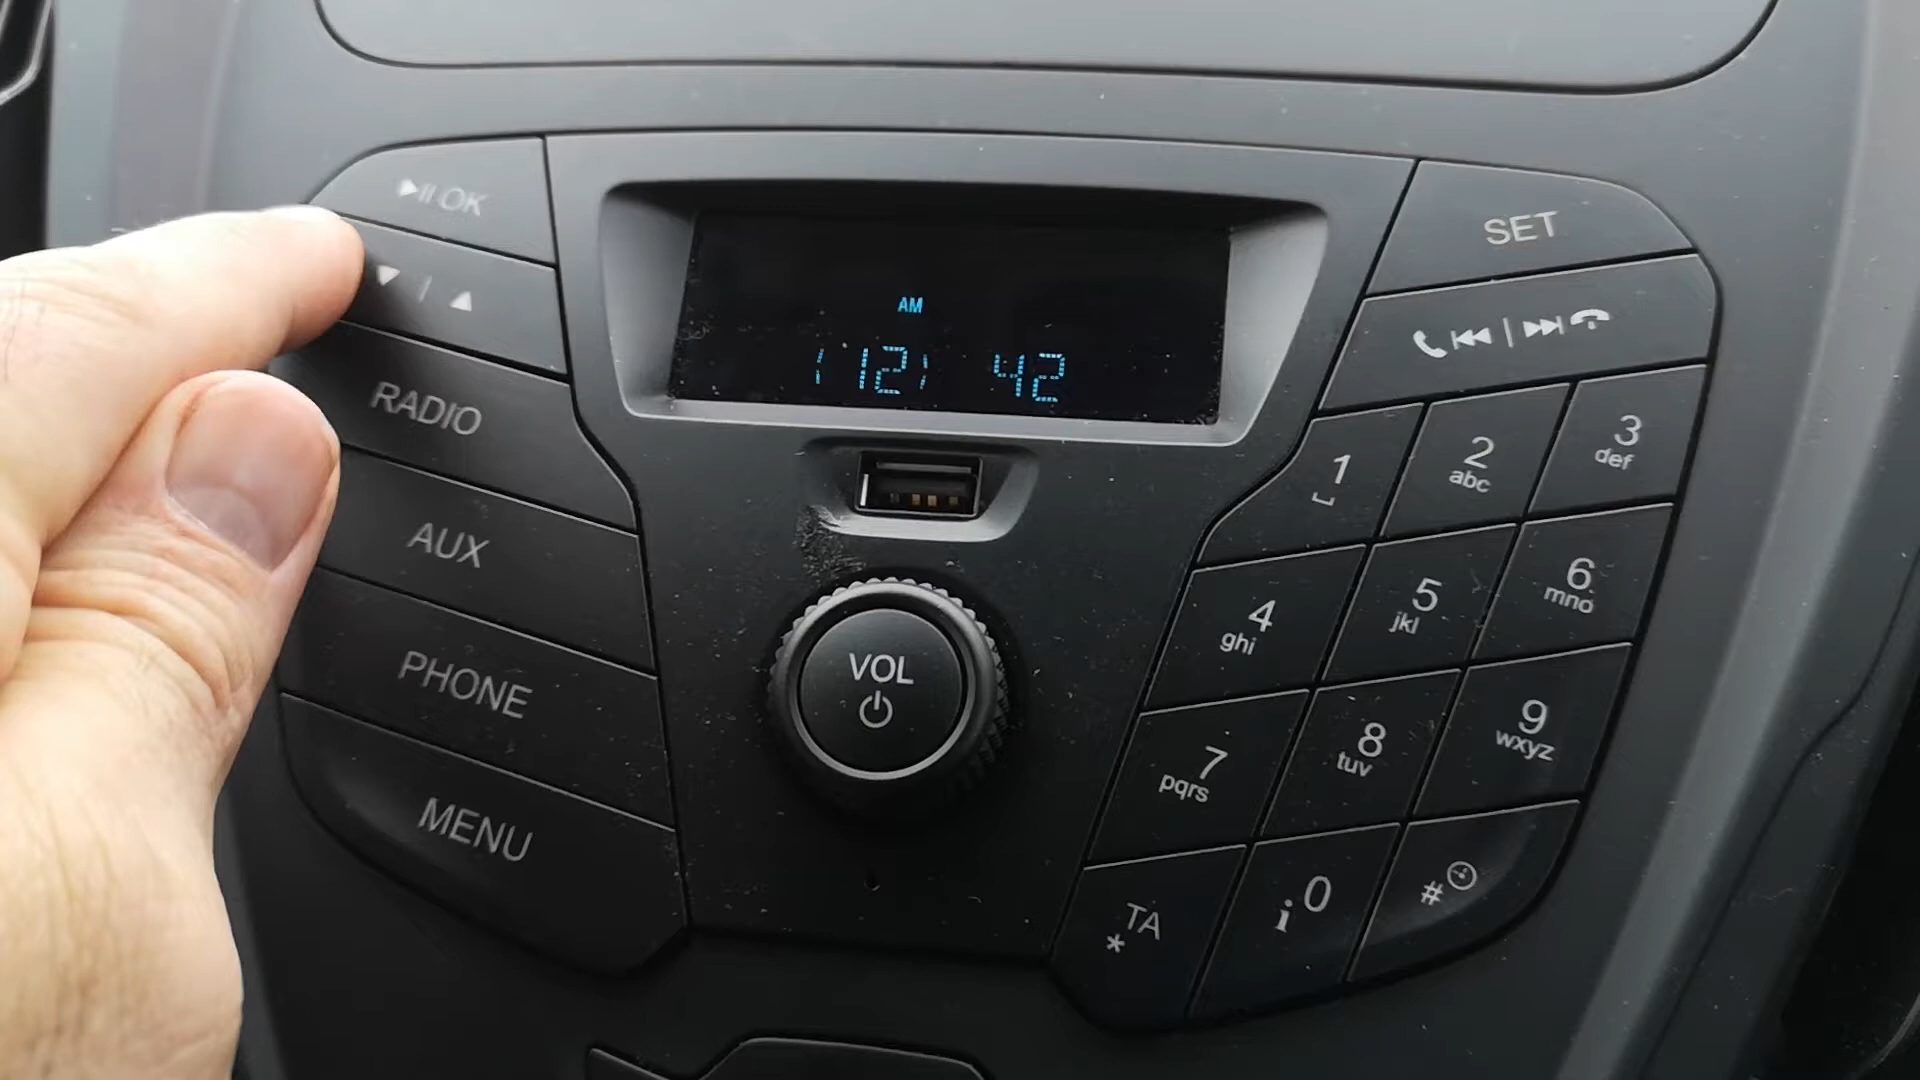 ▶II OK
▼ | ▲
RADIO
AUX
PHONE
MENU
AM
(12) 42
VOL
SET
1
2
abc
3
def
4
ghi
5
jkl
6
mno
7
pqrs
8
tuv
9
wxyz
TA
*
i 0
#